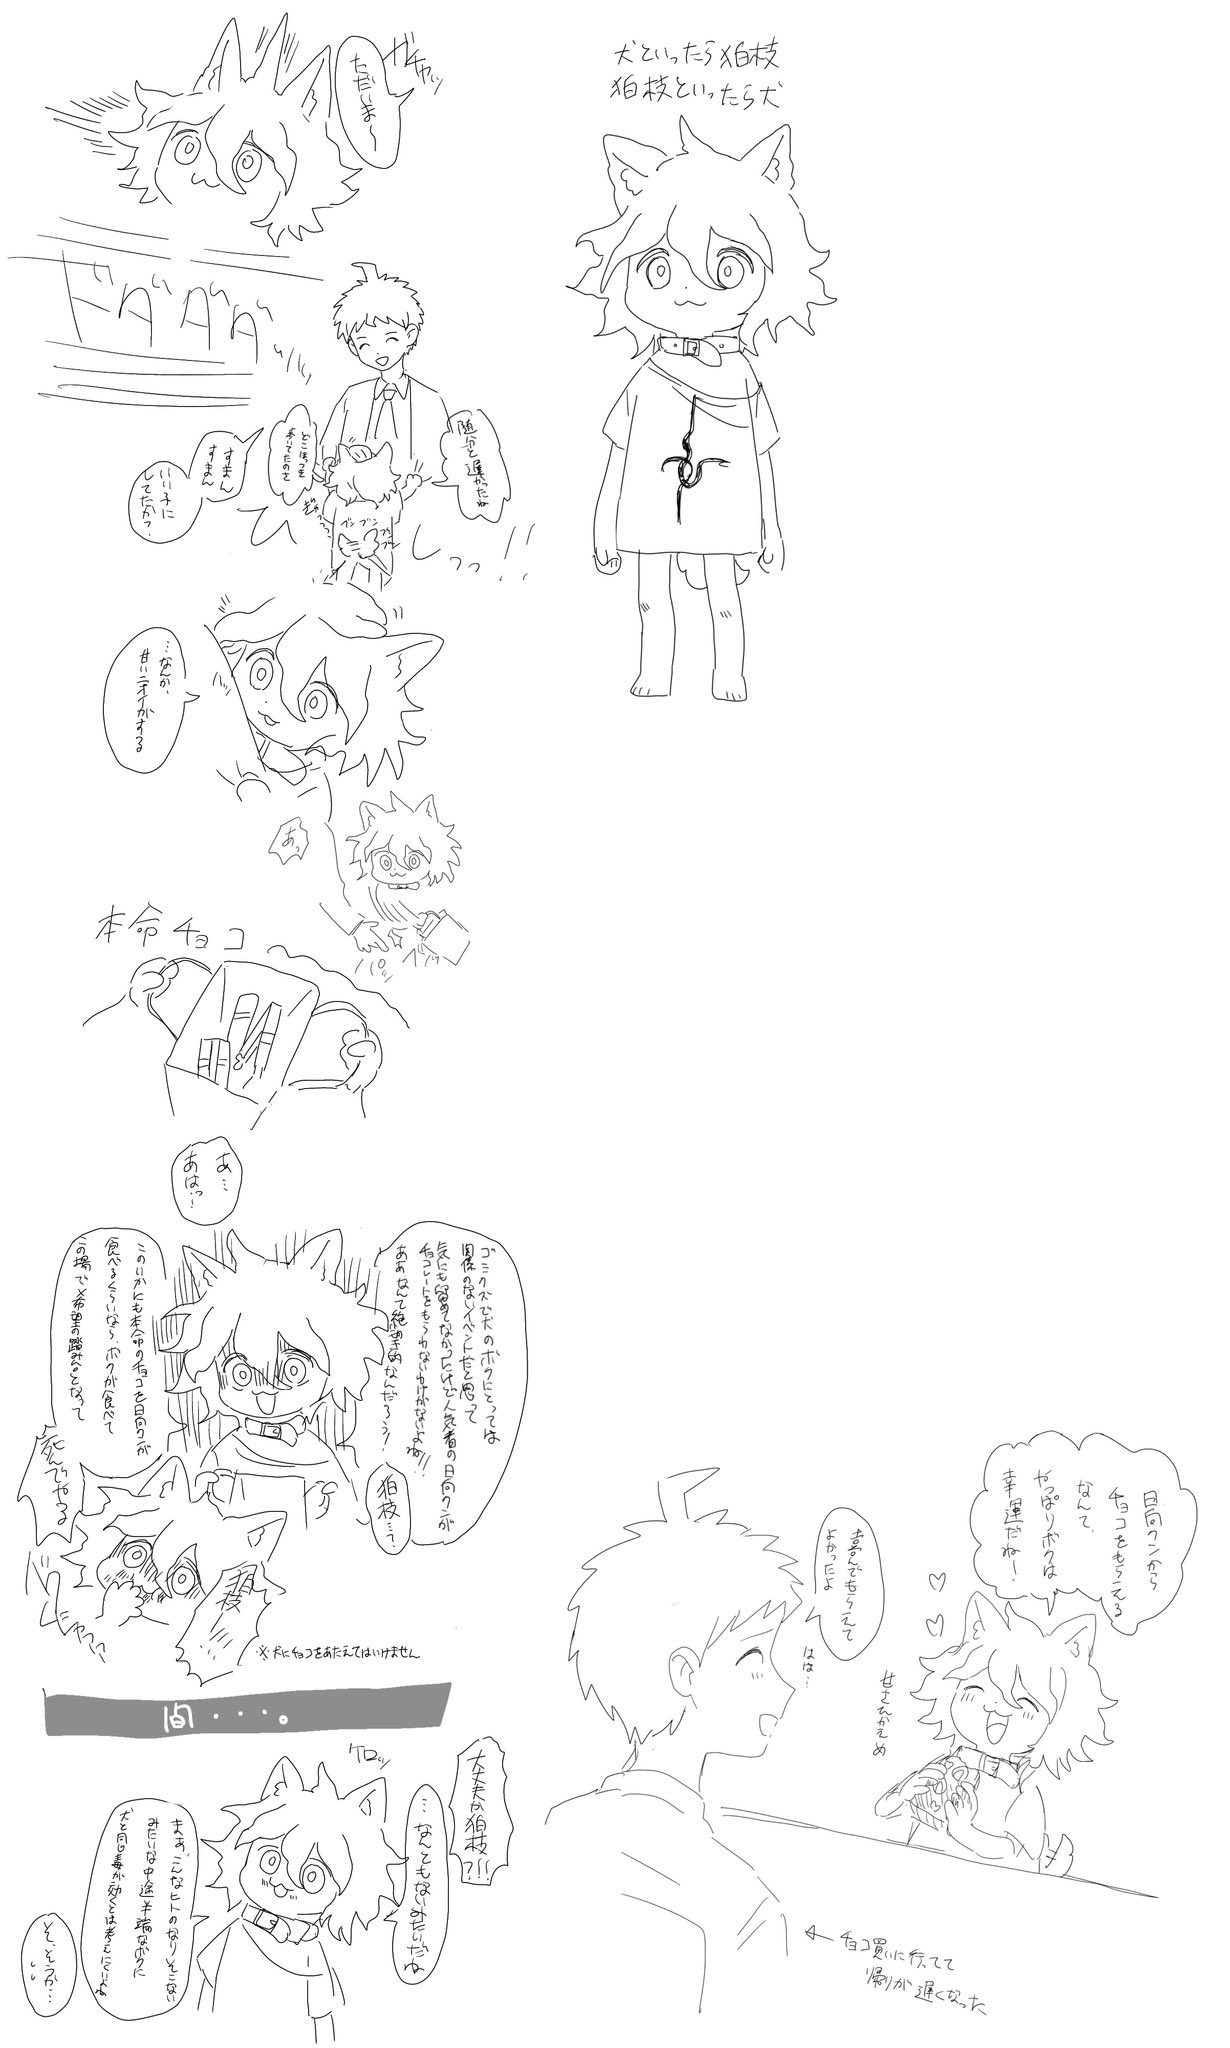 犬といったら狛枝
狛枝といったら犬
ガチャッ
ただいま〜
ドダダダ
随分と遅かったね
どこほっつき
歩いてたのさ
すまん
すまん
いい子に
してたか?
ぎゅっっっ
ブンブン
ひしっっ!!
…なんか、
甘いニオイがする
あっ
パッ
本命チョコ
あ…
あはっ!
ゴミクズで犬のボクにとっては
関係のないイベントだと思って
気にも留めてなかったけど人気者の日向クンが
チョコレートをもらわないわけがないよね!!
ああなんて絶望的なんだろう!
このいかにも本命のチョコを日向クンが
食べるくらいなら、ボクが食べて
この場で希望の踏み台となって
狛枝…?
死んでやる
狛枝
※犬にチョコをあたえてはいけません
間・・・。
大丈夫か狛枝?!!
ケロッ
…なんともないみたいだね
まあ、こんなヒトのなりそこない
みたいな中途半端なボクに
犬と同じ毒が効くとは考えにくいよね
そ、そうか…
日向クンから
チョコをもらえる
なんて、
やっぱりボクは
幸運だね!
喜んでもらえて
よかったよ
はは…
甘さひかえめ
←チョコ買いに行ってて
帰りが遅くなった